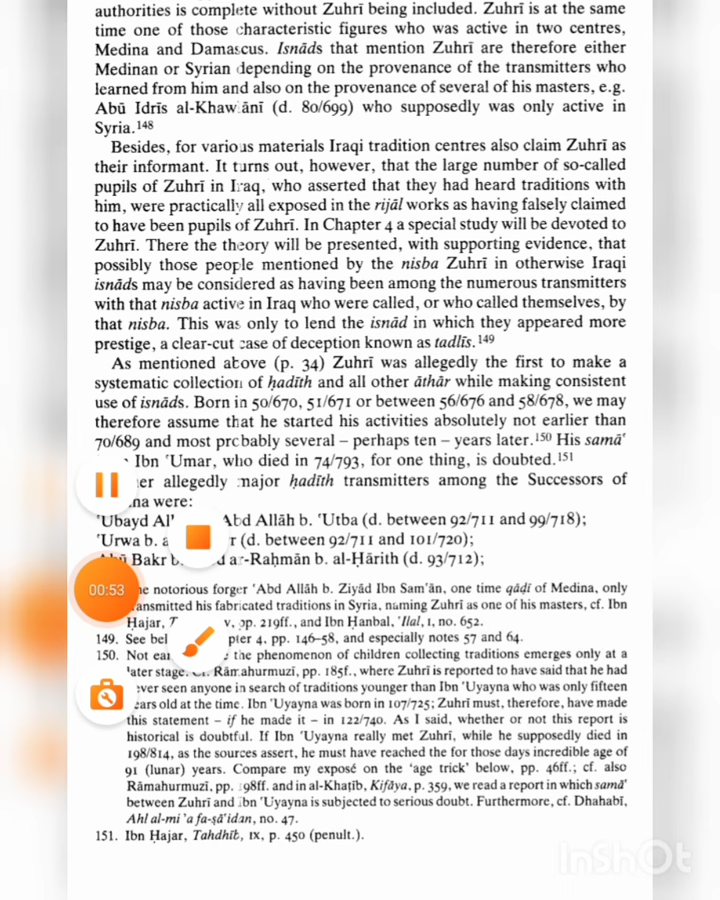 authorities is complete without Zuhrī being included. Zuhrī is at the same
time one of those characteristic figures who was active in two centres,
Medina and Damascus. Isnāds that mention Zuhrī are therefore either
Medinan or Syrian depending on the provenance of the transmitters who
learned from him and also on the provenance of several of his masters, e.g.
Abū Idrīs al-Khaw ānī (d. 80/699) who supposedly was only active in
Syria.148
Besides, for various materials Iraqi tradition centres also claim Zuhrī as
their informant. It turns out, however, that the large number of so-called
pupils of Zuhrī in Iraq, who asserted that they had heard traditions with
him, were practically all exposed in the rijāl works as having falsely claimed
to have been pupils of Zuhrī. In Chapter 4 a special study will be devoted to
Zuhrī. There the theory will be presented, with supporting evidence, that
possibly those people mentioned by the nisba Zuhrī in otherwise Iraqi
isnāds may be considered as having been among the numerous transmitters
with that nisba active in Iraq who were called, or who called themselves, by
that nisba. This was only to lend the isnād in which they appeared more
prestige, a clear-cut case of deception known as tadlīs.149
As mentioned above (p. 34) Zuhrī was allegedly the first to make a
systematic collection of ḥadīth and all other āthār while making consistent
use of isnāds. Born in 50/670, 51/671 or between 56/676 and 58/678, we may
therefore assume that he started his activities absolutely not earlier than
70/689 and most probably several – perhaps ten – years later.150 His samāʿ
Ibn ʿUmar, who died in 74/793, for one thing, is doubted.151
er allegedly major ḥadīth transmitters among the Successors of
na were:
ʿUbayd Al Abd Allāh b. ʿUtba (d. between 92/711 and 99/718);
ʿUrwa b. a r (d. between 92/711 and 101/720);
Bakr b. ar-Raḥmān b. al-Ḥārith (d. 93/712);
00:53
e notorious forger ʿAbd Allāh b. Ziyād Ibn Samʿān, one time qāḍī of Medina, only
ansmitted his fabricated traditions in Syria, naming Zuhrī as one of his masters, cf. Ibn
Ḥajar, T v, pp. 219ff., and Ibn Ḥanbal, ʿIlal, I, no. 652.
149. See bel pter 4, pp. 146–58, and especially notes 57 and 64.
150. Not ear the phenomenon of children collecting traditions emerges only at a
later stage. Cf. Rāmahurmuzī, pp. 185f., where Zuhrī is reported to have said that he had
ever seen anyone in search of traditions younger than Ibn ʿUyayna who was only fifteen
ears old at the time. Ibn ʿUyayna was born in 107/725; Zuhrī must, therefore, have made
this statement – if he made it – in 122/740. As I said, whether or not this report is
historical is doubtful. If Ibn ʿUyayna really met Zuhrī, while he supposedly died in
198/814, as the sources assert, he must have reached the for those days incredible age of
91 (lunar) years. Compare my exposé on the ‘age trick’ below, pp. 46ff.; cf. also
Rāmahurmuzī, pp. 198ff. and in al-Khaṭīb, Kifāya, p. 359, we read a report in which samāʿ
between Zuhrī and Ibn ʿUyayna is subjected to serious doubt. Furthermore, cf. Dhahabī,
Ahl al-miʾa fa-ṣāʿidan, no. 47.
151. Ibn Ḥajar, Tahdhīb, IX, p. 450 (penult.).
InShOt